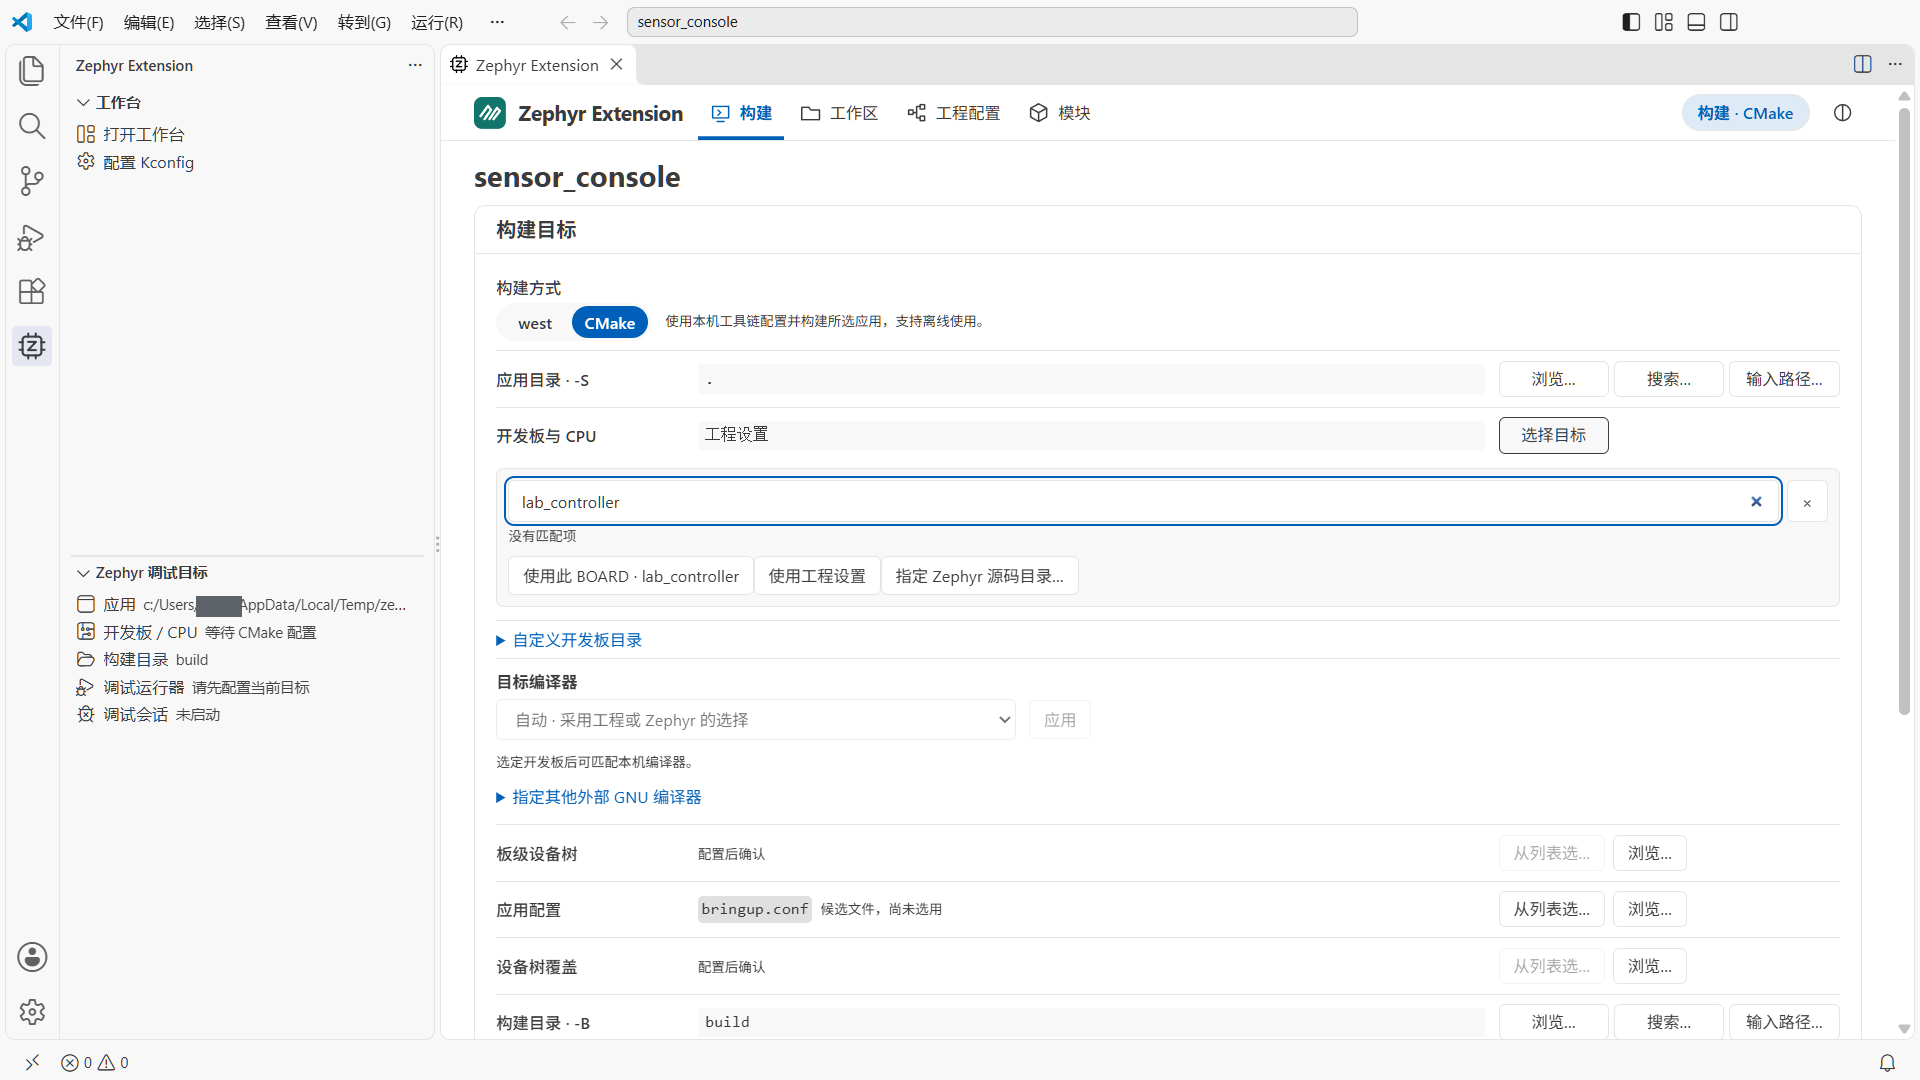 文件(F) 编辑(E) 选择(S) 查看(V) 转到(G) 运行(R) ··· sensor_console
Zephyr Extension ···
工作台
打开工作台
配置 Kconfig
Zephyr 调试目标
应用 c:/Users/ AppData/Local/Temp/ze...
开发板 / CPU 等待 CMake 配置
构建目录 build
调试运行器 请先配置当前目标
调试会话 未启动
Zephyr Extension
Zephyr Extension 构建 工作区 工程配置 模块 构建 · CMake
sensor_console
构建目标
构建方式
west CMake 使用本机工具链配置并构建所选应用，支持离线使用。
应用目录 · -S . 浏览... 搜索... 输入路径...
开发板与 CPU 工程设置 选择目标
lab_controller × ×
没有匹配项
使用此 BOARD · lab_controller 使用工程设置 指定 Zephyr 源码目录...
自定义开发板目录
目标编译器
自动 · 采用工程或 Zephyr 的选择 应用
选定开发板后可匹配本机编译器。
指定其他外部 GNU 编译器
板级设备树 配置后确认 从列表选... 浏览...
应用配置 bringup.conf 候选文件，尚未选用 从列表选... 浏览...
设备树覆盖 配置后确认 从列表选... 浏览...
构建目录 · -B build 浏览... 搜索... 输入路径...
0 0